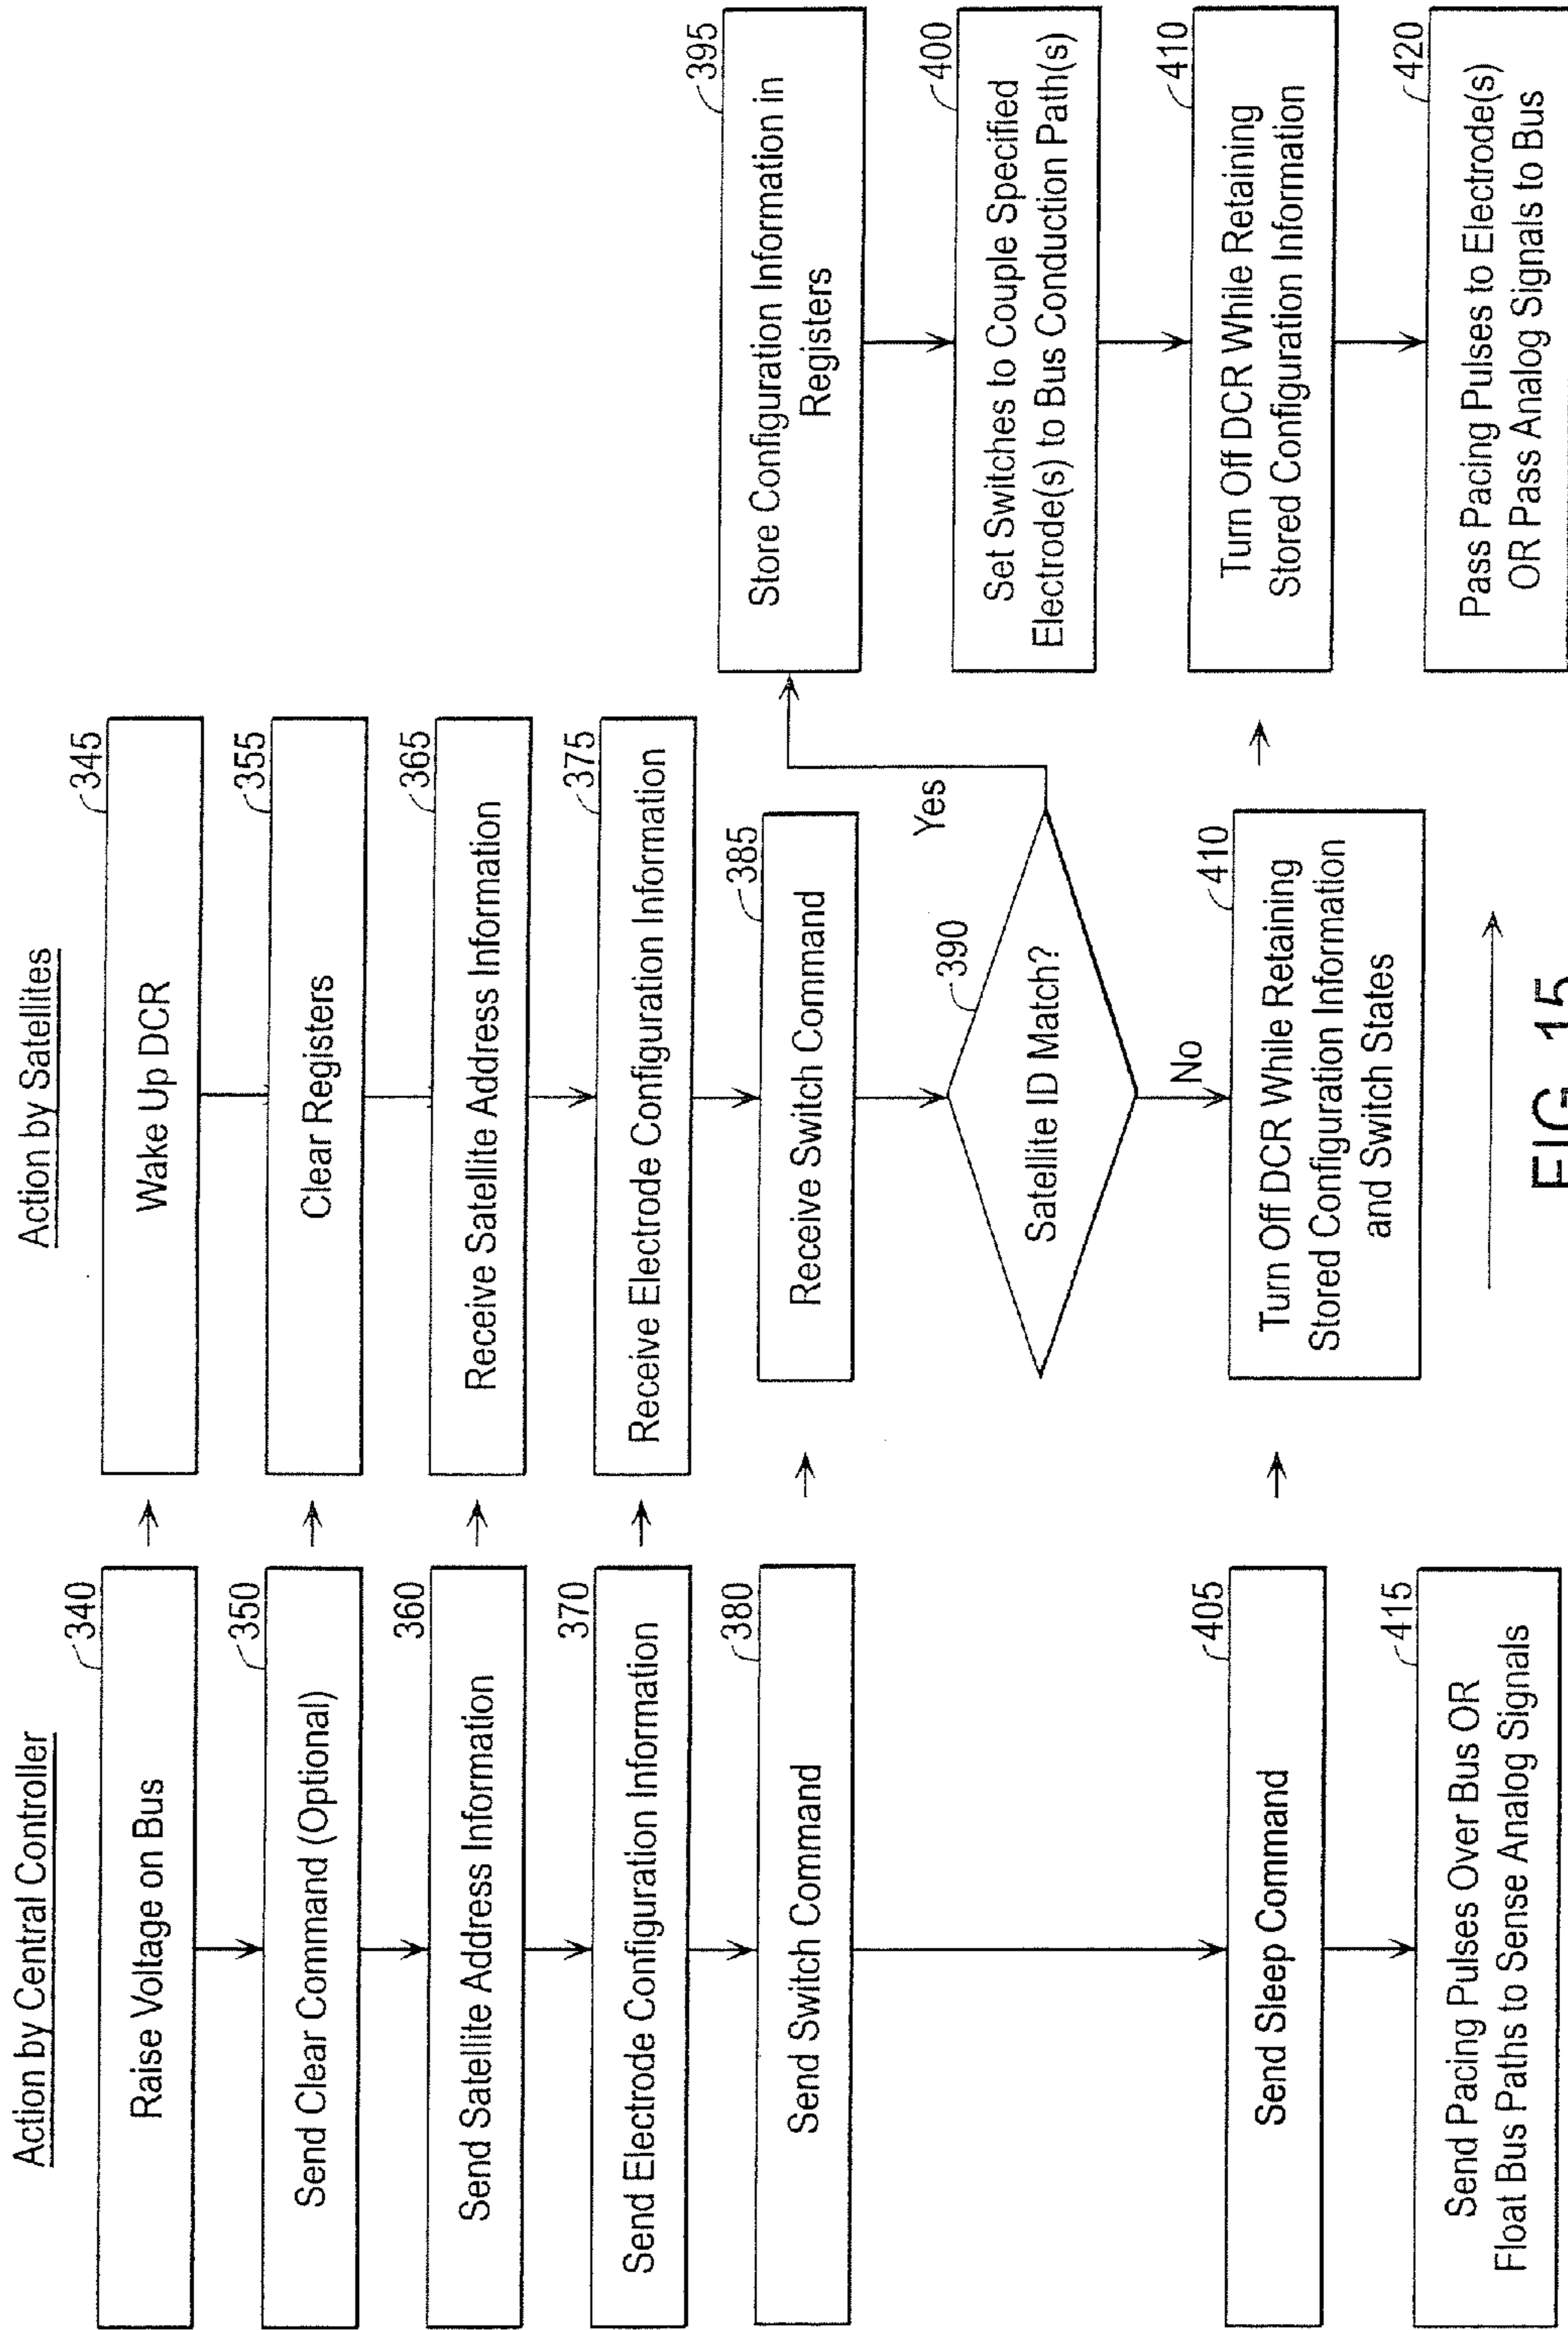 Action by Central Controller
340
Raise Voltage on Bus
350
Send Clear Command (Optional)
360
Send Satellite Address Information
370
Send Electrode Configuration Information
380
Send Switch Command
405
Send Sleep Command
415
Send Pacing Pulses Over Bus OR
Float Bus Paths to Sense Analog Signals
Action by Satellites
345
Wake Up DCR
355
Clear Registers
365
Receive Satellite Address Information
375
Receive Electrode Configuration Information
385
Receive Switch Command
390
Satellite ID Match?
Yes
No
410
Turn Off DCR While Retaining
Stored Configuration Information
and Switch States
395
Store Configuration Information in
Registers
400
Set Switches to Couple Specified
Electrode(s) to Bus Conduction Path(s)
410
Turn Off DCR While Retaining
Stored Configuration Information
420
Pass Pacing Pulses to Electrode(s)
OR Pass Analog Signals to Bus
FIG. 15